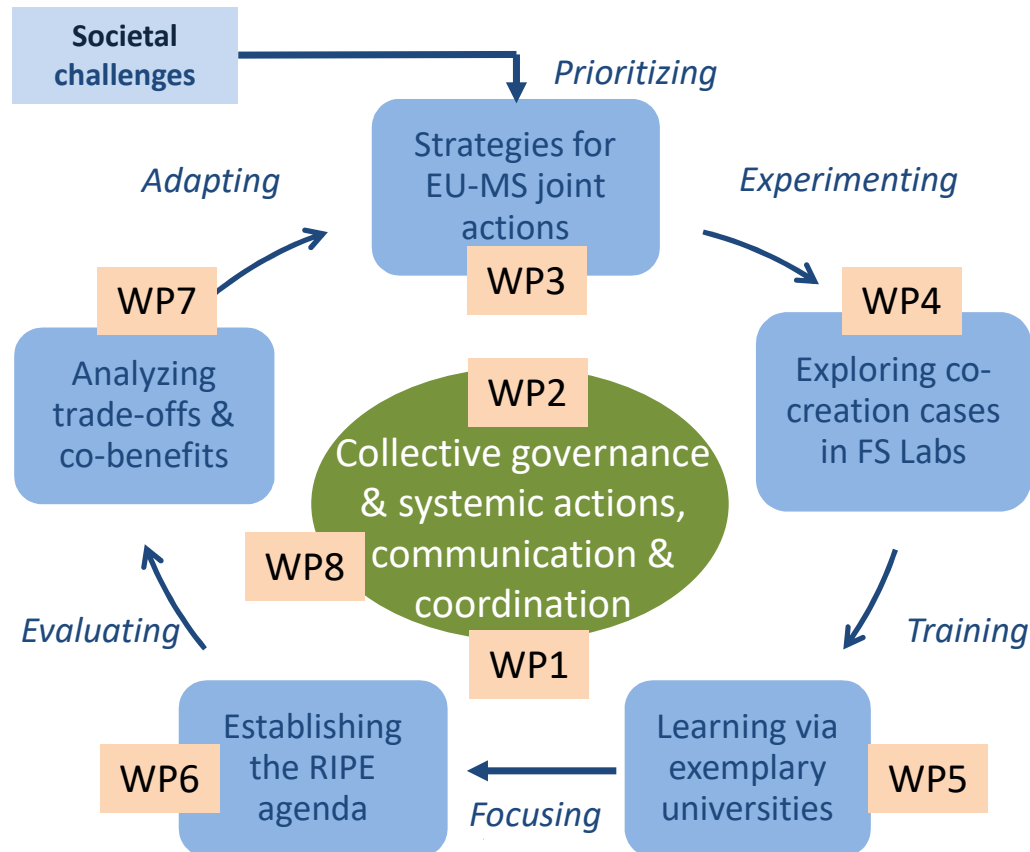 Societal
challenges
Prioritizing
Strategies for
EU-MS joint
actions
WP3
Adapting
Experimenting
WP7
Analyzing
trade-offs &
co-benefits
WP4
Exploring co-
creation cases
in FS Labs
WP2
Collective governance
& systemic actions,
communication &
coordination
WP8
WP1
Evaluating
Training
Establishing
the RIPE
agenda
WP6
Focusing
Learning via
exemplary
universities
WP5